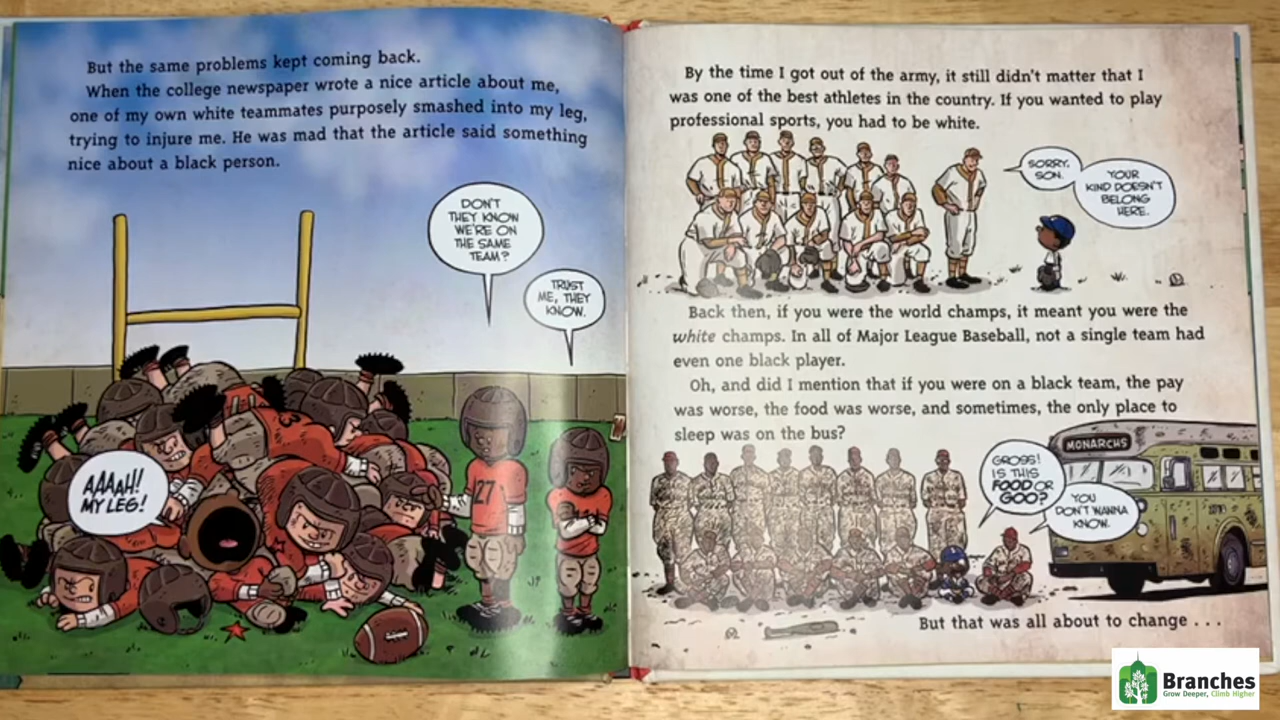 But the same problems kept coming back.
When the college newspaper wrote a nice article about me,
one of my own white teammates purposely smashed into my leg,
trying to injure me. He was mad that the article said something
nice about a black person.
DON'T
THEY KNOW
WE'RE ON
THE SAME
TEAM?
TRUST
ME, THEY
KNOW.
AAAAH!
MY LEG!
27
By the time I got out of the army, it still didn't matter that I
was one of the best athletes in the country. If you wanted to play
professional sports, you had to be white.
SORRY,
SON.
YOUR
KIND DOESN'T
BELONG
HERE.
Back then, if you were the world champs, it meant you were the
white champs. In all of Major League Baseball, not a single team had
even one black player.
Oh, and did I mention that if you were on a black team, the pay
was worse, the food was worse, and sometimes, the only place to
sleep was on the bus?
MONARCHS
GROSS!
IS THIS
FOOD OR
GOO?
YOU
DON'T WANNA
KNOW.
But that was all about to change . . .
Branches
Grow Deeper, Climb Higher